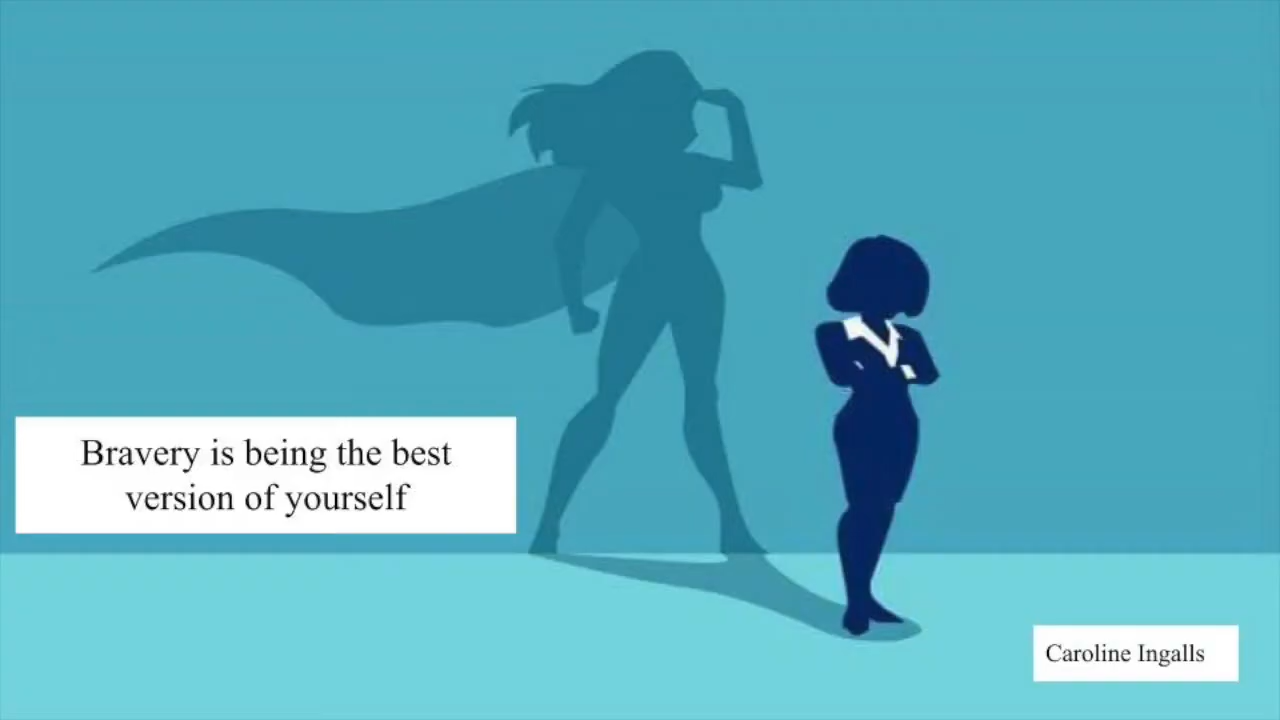 Bravery is being the best
version of yourself
Caroline Ingalls